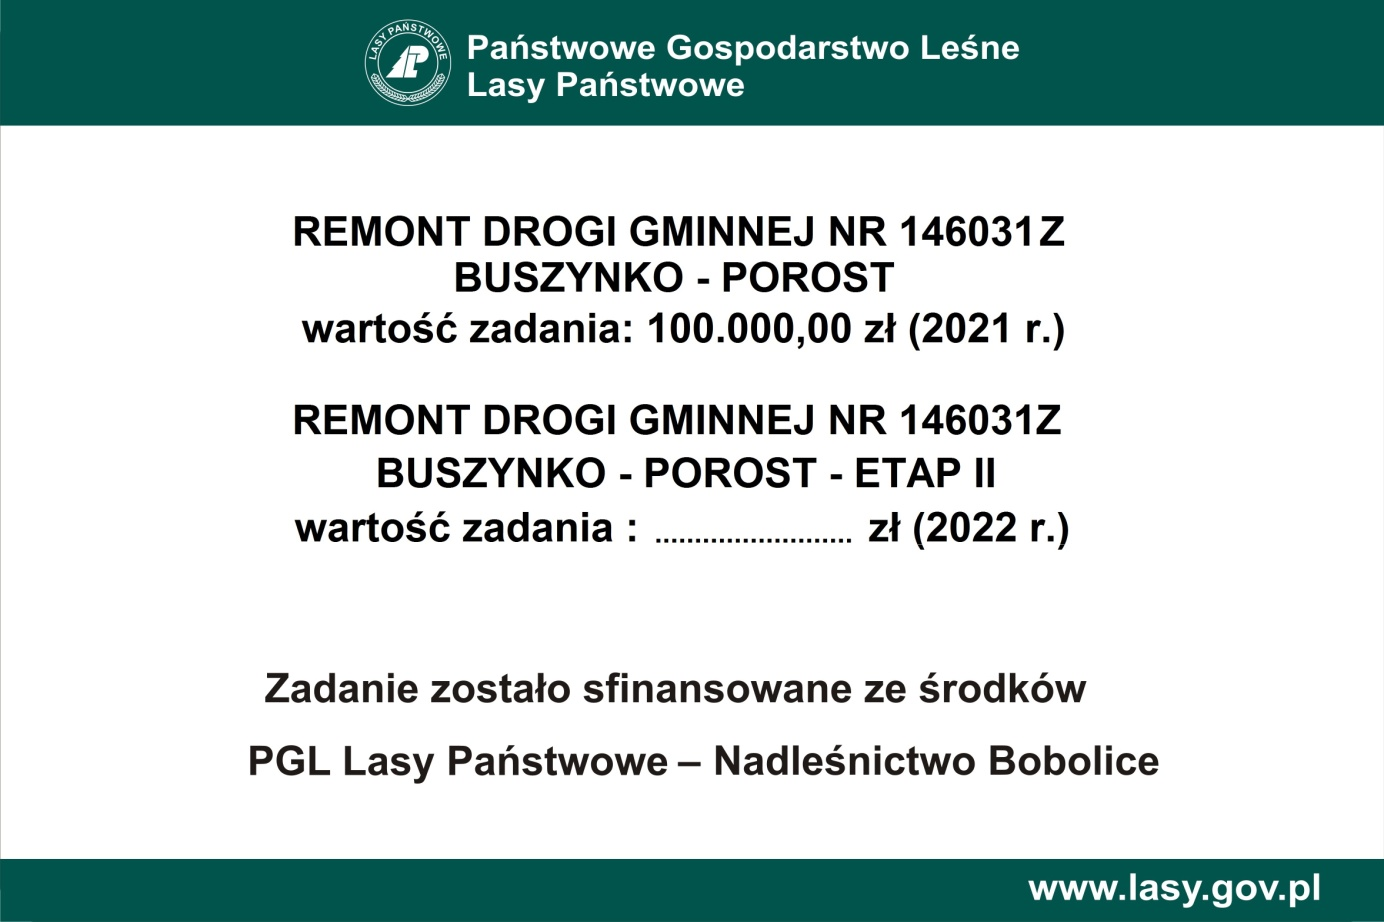 LASY PAŃSTWOWE
Państwowe Gospodarstwo Leśne
Lasy Państwowe
REMONT DROGI GMINNEJ NR 146031Z
BUSZYNKO - POROST
wartość zadania: 100.000,00 zł (2021 r.)
REMONT DROGI GMINNEJ NR 146031Z
BUSZYNKO - POROST - ETAP II
wartość zadania : ......................... zł (2022 r.)
Zadanie zostało sfinansowane ze środków
PGL Lasy Państwowe – Nadleśnictwo Bobolice
www.lasy.gov.pl